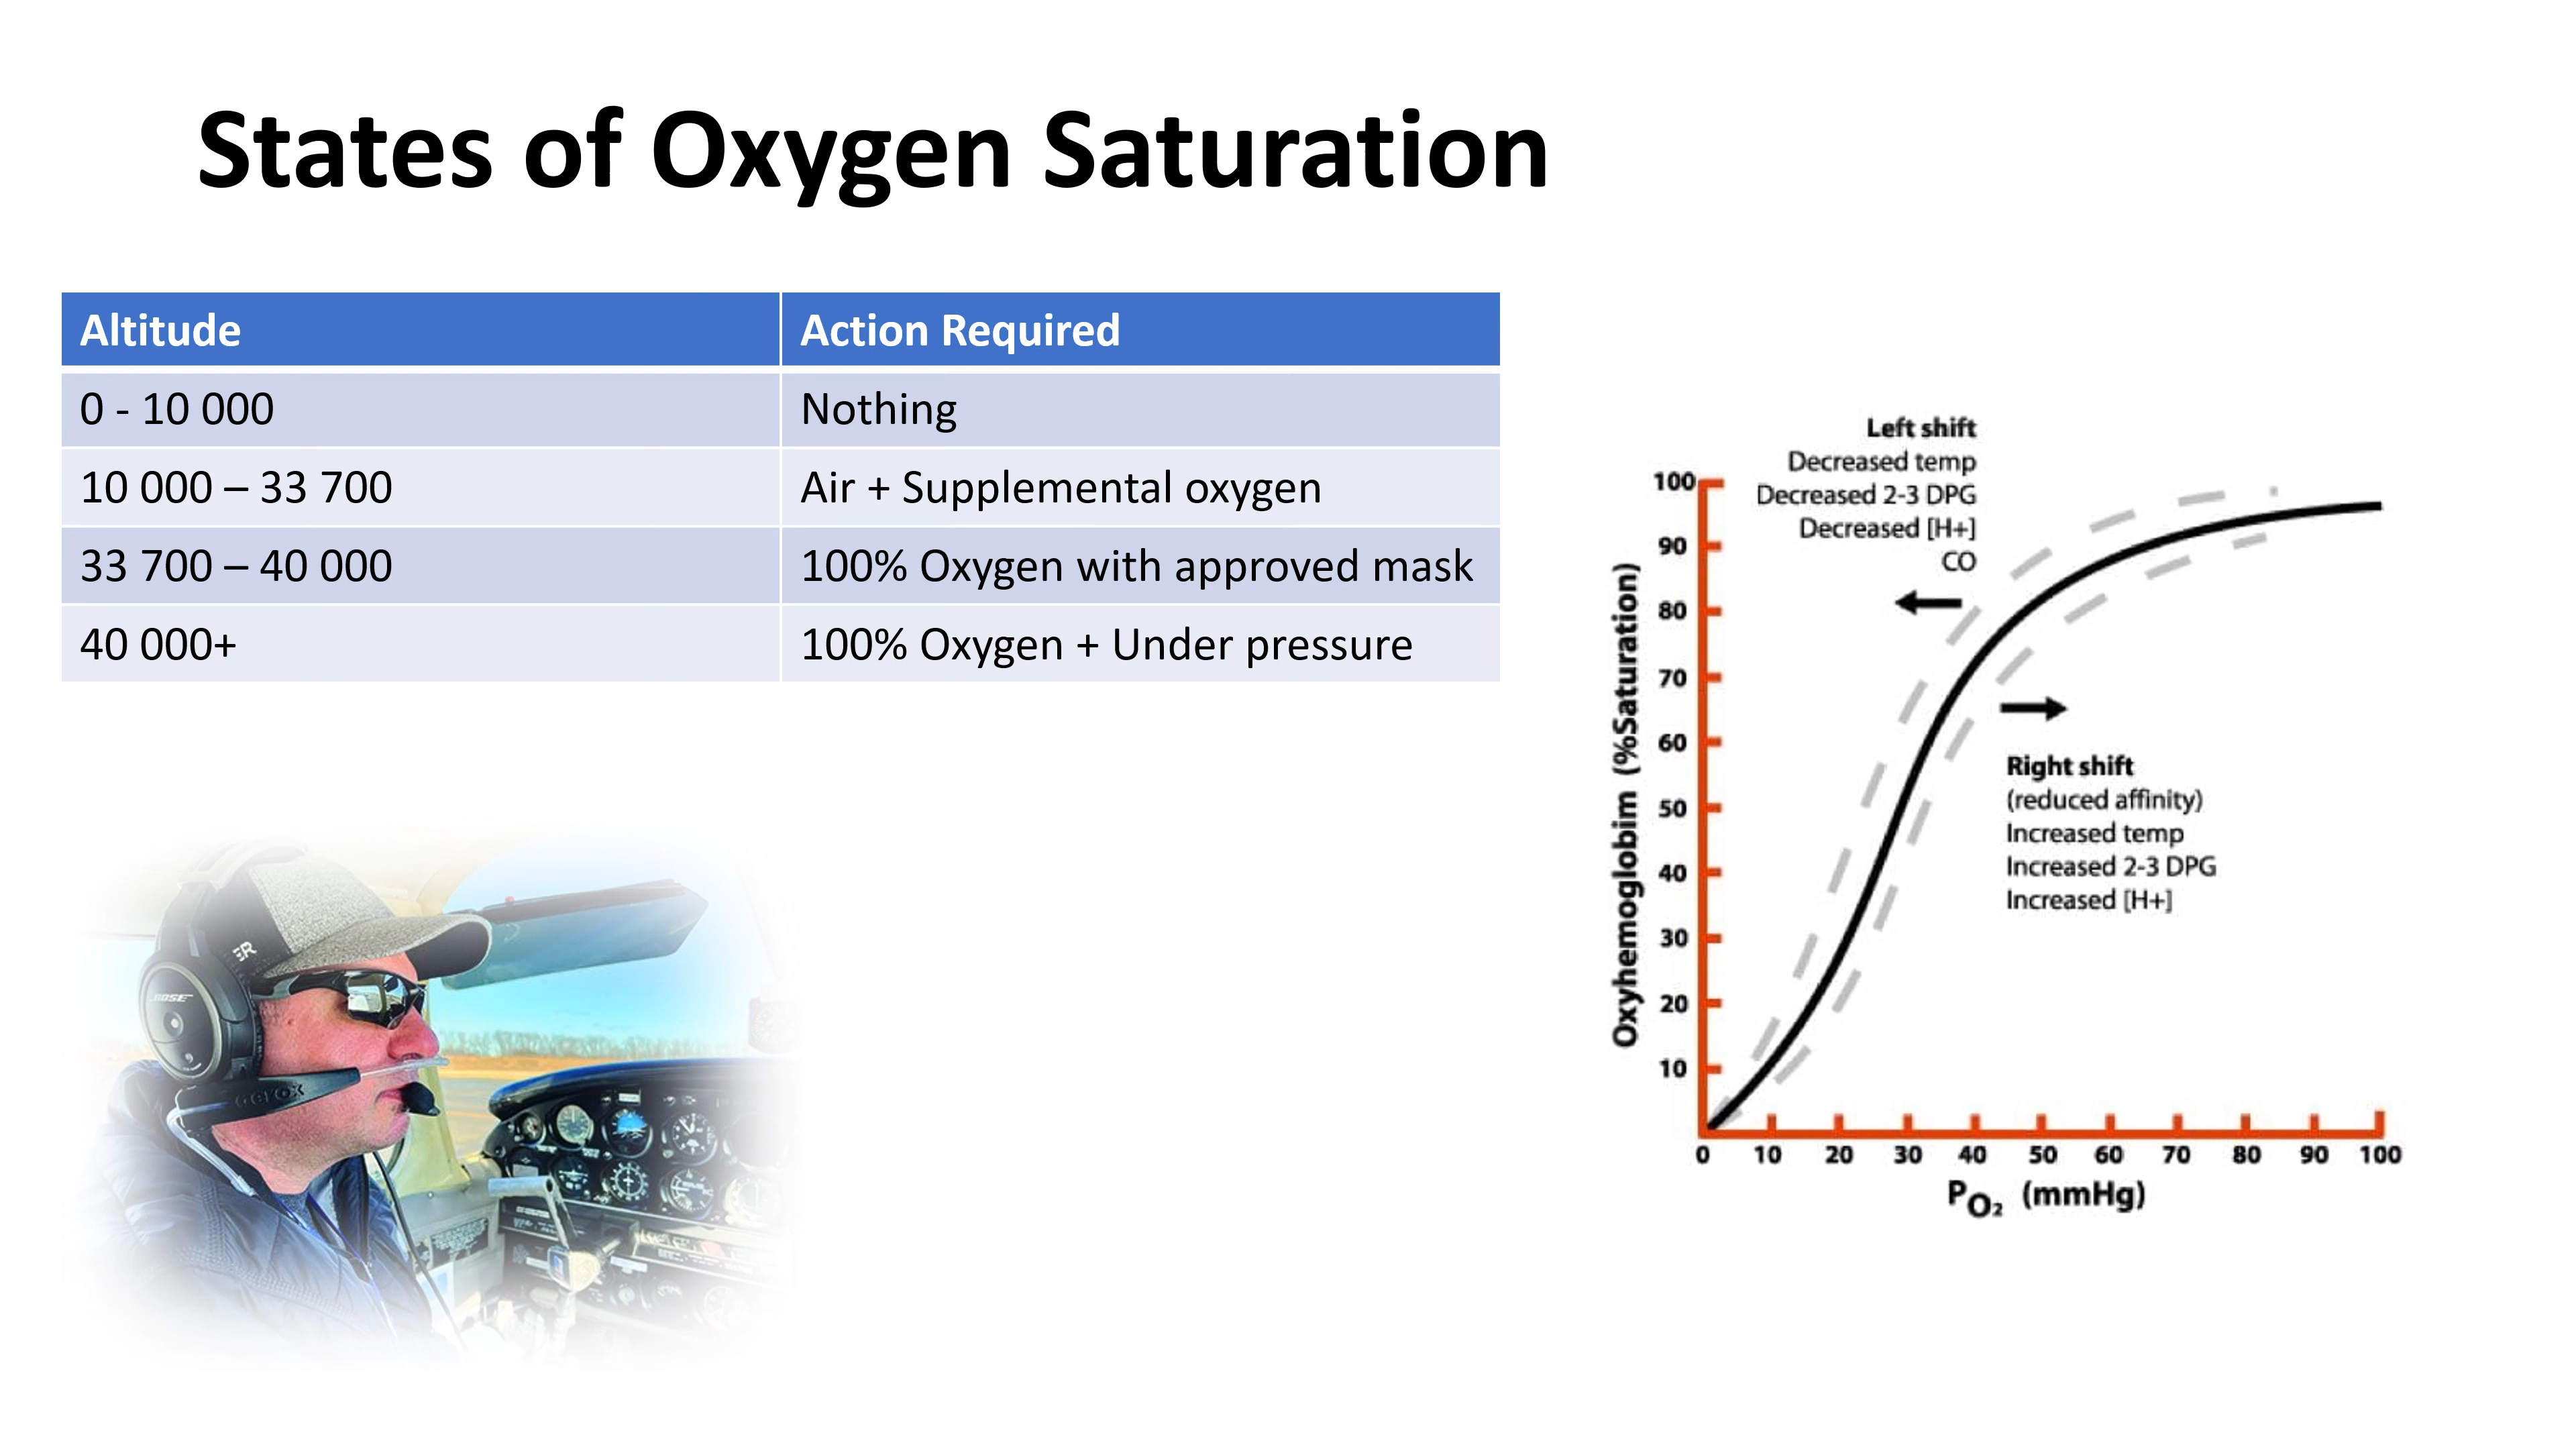 States of Oxygen Saturation
Altitude
Action Required
0 - 10 000
Nothing
10 000 – 33 700
Air + Supplemental oxygen
33 700 – 40 000
100% Oxygen with approved mask
40 000+
100% Oxygen + Under pressure
Left shift
Decreased temp
Decreased 2-3 DPG
Decreased [H+]
CO
Right shift
(reduced affinity)
Increased temp
Increased 2-3 DPG
Increased [H+]
Oxyhemoglobim (%Saturation)
100
90
80
70
60
50
40
30
20
10
0 10 20 30 40 50 60 70 80 90 100
PO₂ (mmHg)
BOSE